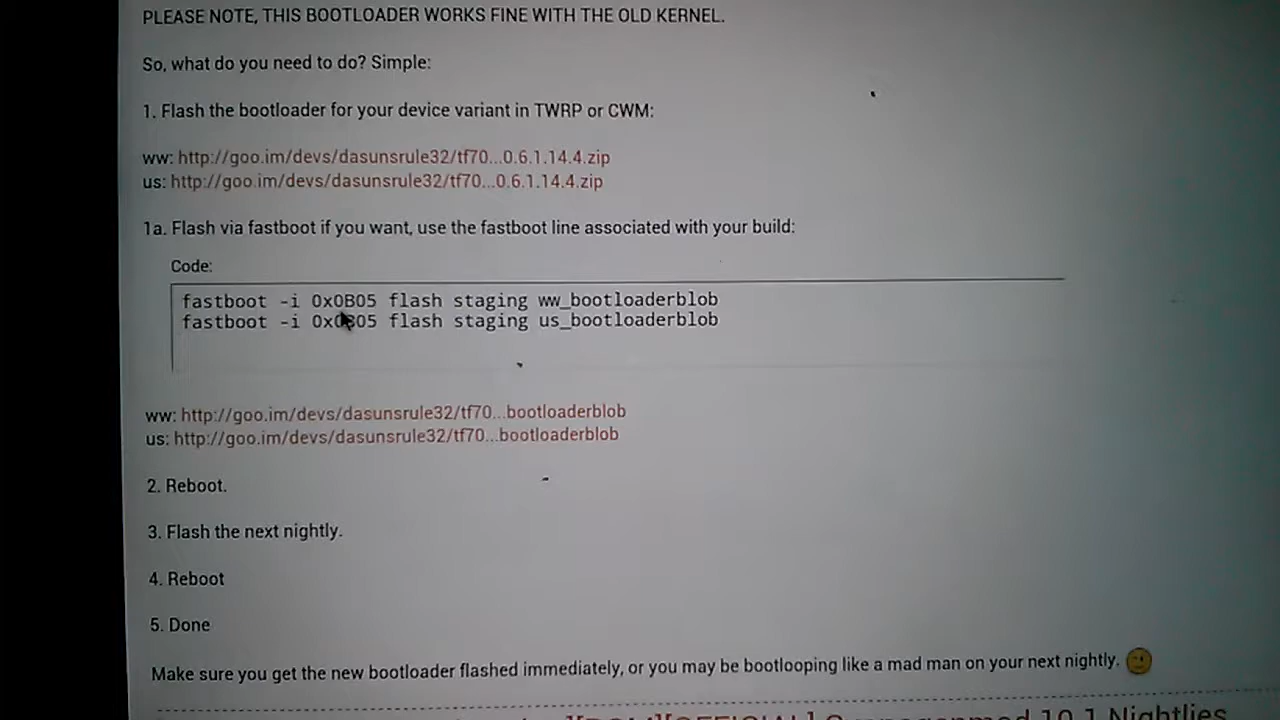 PLEASE NOTE, THIS BOOTLOADER WORKS FINE WITH THE OLD KERNEL.
So, what do you need to do? Simple:
1. Flash the bootloader for your device variant in TWRP or CWM:
ww: http://goo.im/devs/dasunsrule32/tf70...0.6.1.14.4.zip
us: http://goo.im/devs/dasunsrule32/tf70...0.6.1.14.4.zip
1a. Flash via fastboot if you want, use the fastboot line associated with your build:
Code:
fastboot -i 0x0B05 flash staging ww_bootloaderblob
fastboot -i 0x0B05 flash staging us_bootloaderblob
ww: http://goo.im/devs/dasunsrule32/tf70...bootloaderblob
us: http://goo.im/devs/dasunsrule32/tf70...bootloaderblob
2. Reboot.
3. Flash the next nightly.
4. Reboot
5. Done
Make sure you get the new bootloader flashed immediately, or you may be bootlooping like a mad man on your next nightly.
10.1 Nightlies